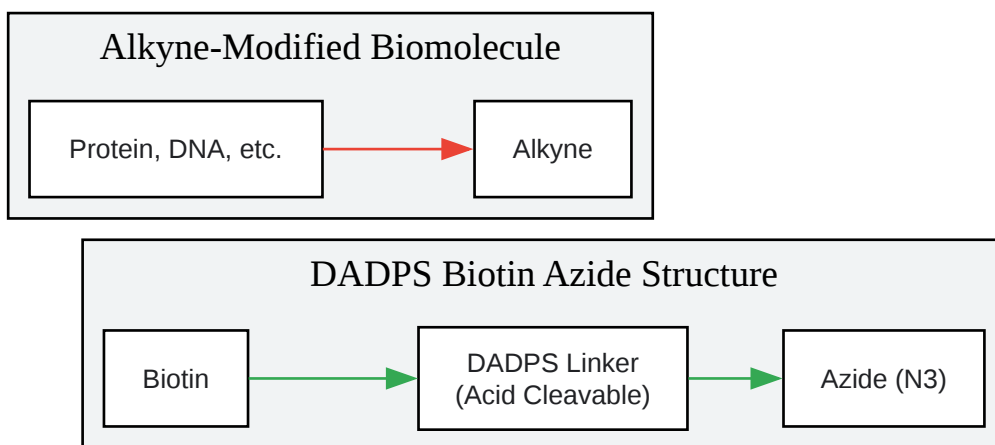 Alkyne-Modified Biomolecule
Protein, DNA, etc.
Alkyne
DADPS Biotin Azide Structure
Biotin
DADPS Linker
(Acid Cleavable)
Azide (N3)